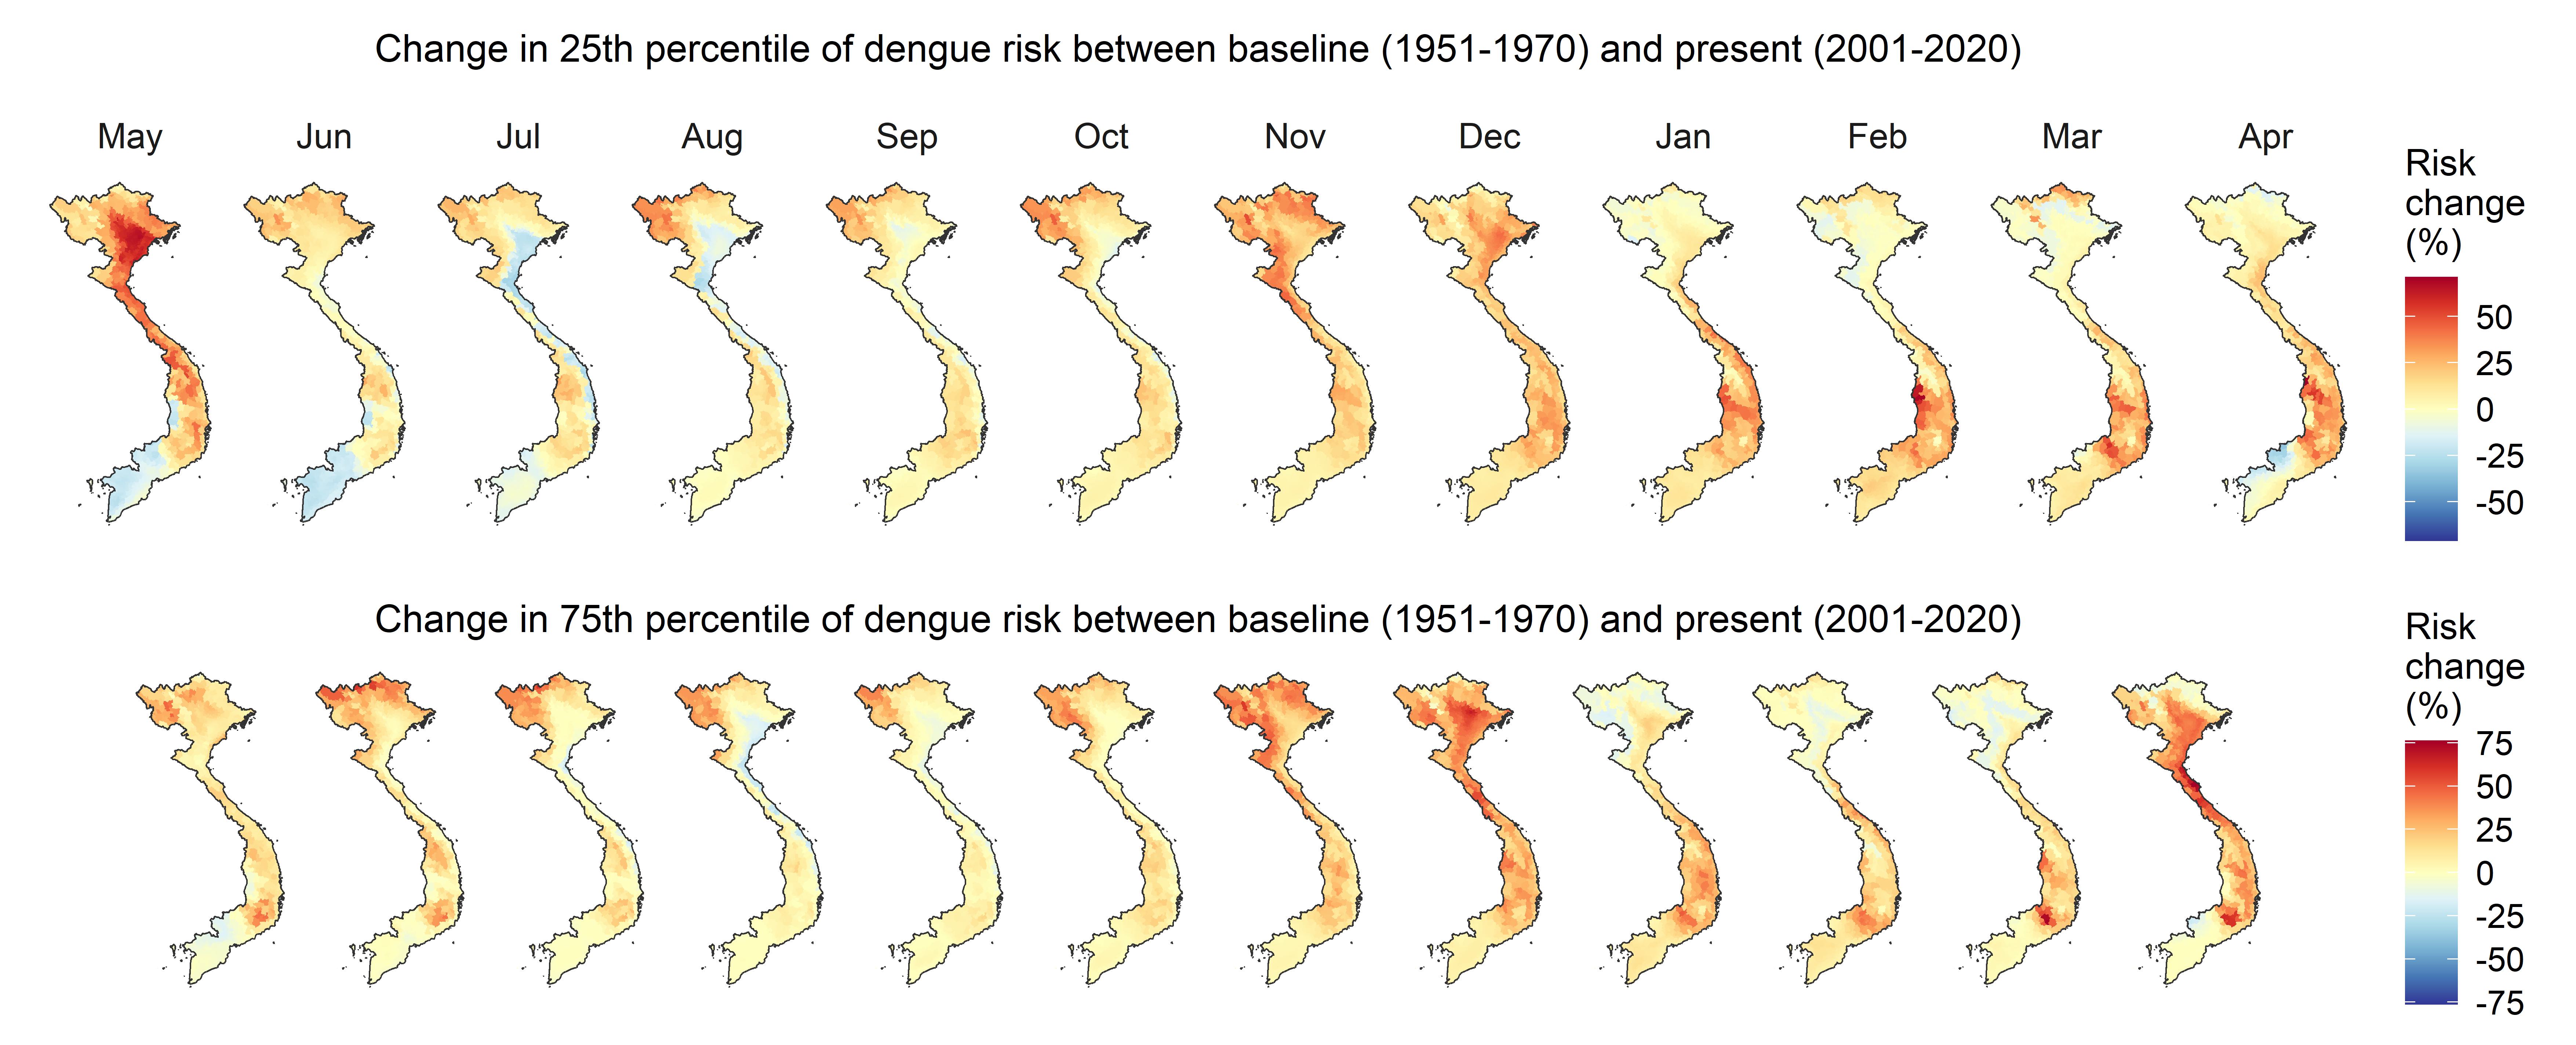 Change in 25th percentile of dengue risk between baseline (1951-1970) and present (2001-2020)
May Jun Jul Aug Sep Oct Nov Dec Jan Feb Mar Apr
Risk
change
(%)
50
25
0
-25
-50
Change in 75th percentile of dengue risk between baseline (1951-1970) and present (2001-2020)
Risk
change
(%)
75
50
25
0
-25
-50
-75